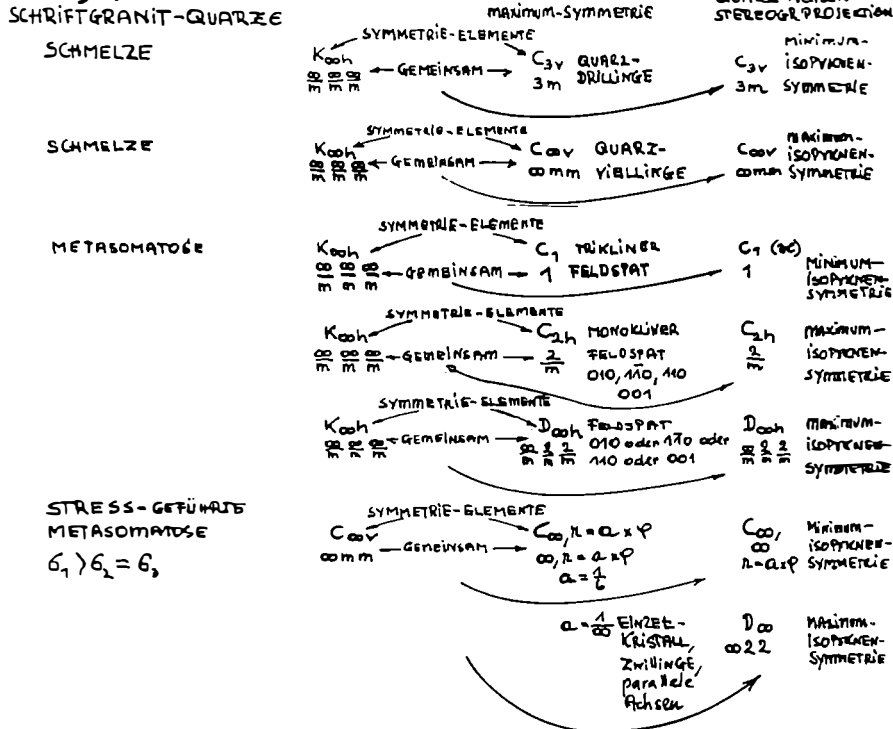 SCHRIFTGRANIT-QUARZE
MAXIMUM-SYMMETRIE
STEREOGR. PROJECTION
SCHMELZE
SYMMETRIE-ELEMENTE
K∞h ← GEMEINSAM → C3v QUARZ-
∞/m ∞/m ∞/m 3m DRILLINGE
C3v MINIMUM-
3m ISOPYKNEN-
SYMMETRIE
SCHMELZE
SYMMETRIE-ELEMENTE
K∞h ← GEMEINSAM → C∞v QUARZ-
∞/m ∞/m ∞/m ∞mm VIELLINGE
C∞v MAXIMUM-
∞mm ISOPYKNEN-
SYMMETRIE
METASOMATOSE
SYMMETRIE-ELEMENTE
K∞h ← GEMEINSAM → C1 TRIKLINER
∞/m ∞/m ∞/m 1 FELDSPAT
C1
1 MINIMUM-
ISOPYKNEN-
SYMMETRIE
SYMMETRIE-ELEMENTE
K∞h ← GEMEINSAM → C2h MONOKLINER
∞/m ∞/m ∞/m 2/m FELDSPAT
010, 1̄10, 110
001
C2h MAXIMUM-
2/m ISOPYKNEN-
SYMMETRIE
SYMMETRIE-ELEMENTE
K∞h ← GEMEINSAM → D∞h FELDSPAT
∞/m ∞/m ∞/m ∞/m 2/m 2/m 010 oder 1̄10 oder
110 oder 001
D∞h MAXIMUM-
∞/m 2/m 2/m ISOPYKNEN-
SYMMETRIE
STRESS-GEFÜHRTE
METASOMATOSE
σ1 > σ2 = σ3
SYMMETRIE-ELEMENTE
C∞v ← GEMEINSAM → C∞, r = a × φ
∞mm ∞, r = a × φ
a = 1/6
C∞, MINIMUM-
∞ ISOPYKNEN-
r = a × φ SYMMETRIE
a = 1/∞ EINZEL-
KRISTALL,
ZWILLINGE,
parallele
Achsen
D∞ MAXIMUM-
∞22 ISOPYKNEN-
SYMMETRIE